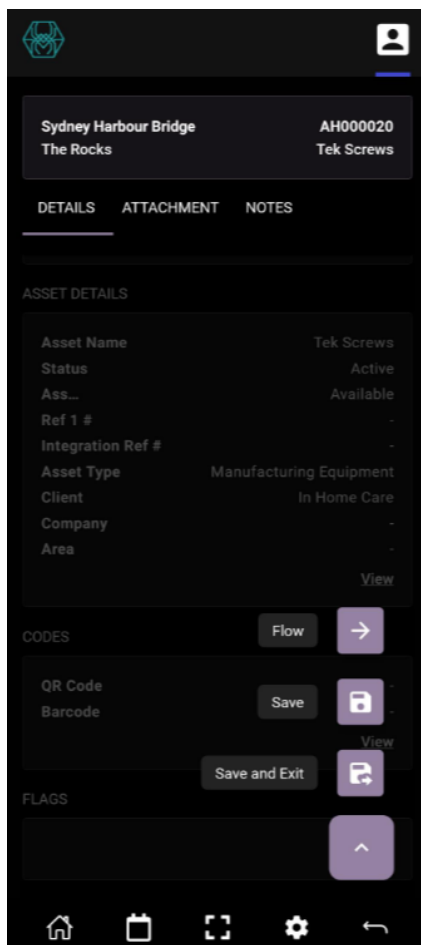 Sydney Harbour Bridge AH000020
The Rocks Tek Screws
DETAILS ATTACHMENT NOTES
ASSET DETAILS
Asset Name Tek Screws
Status Active
Ass... Available
Ref 1 # -
Integration Ref # -
Asset Type Manufacturing Equipment
Client In Home Care
Company -
Area -
View
Flow
CODES
QR Code -
Save
Barcode -
View
Save and Exit
FLAGS